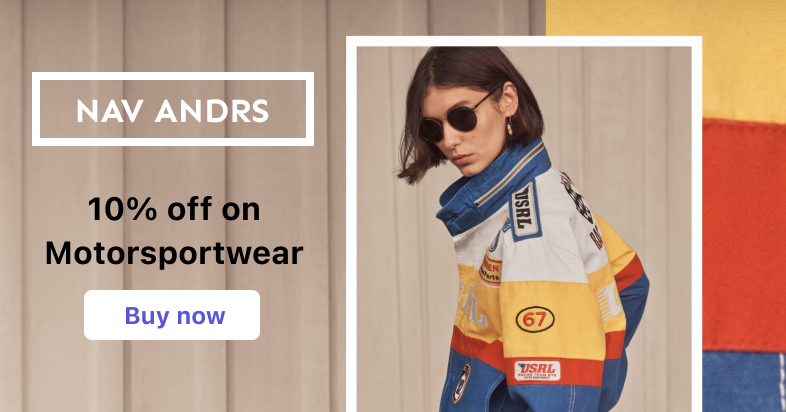 NAV ANDRS
10% off on
Motorsportwear
Buy now
USRL
67
USRL